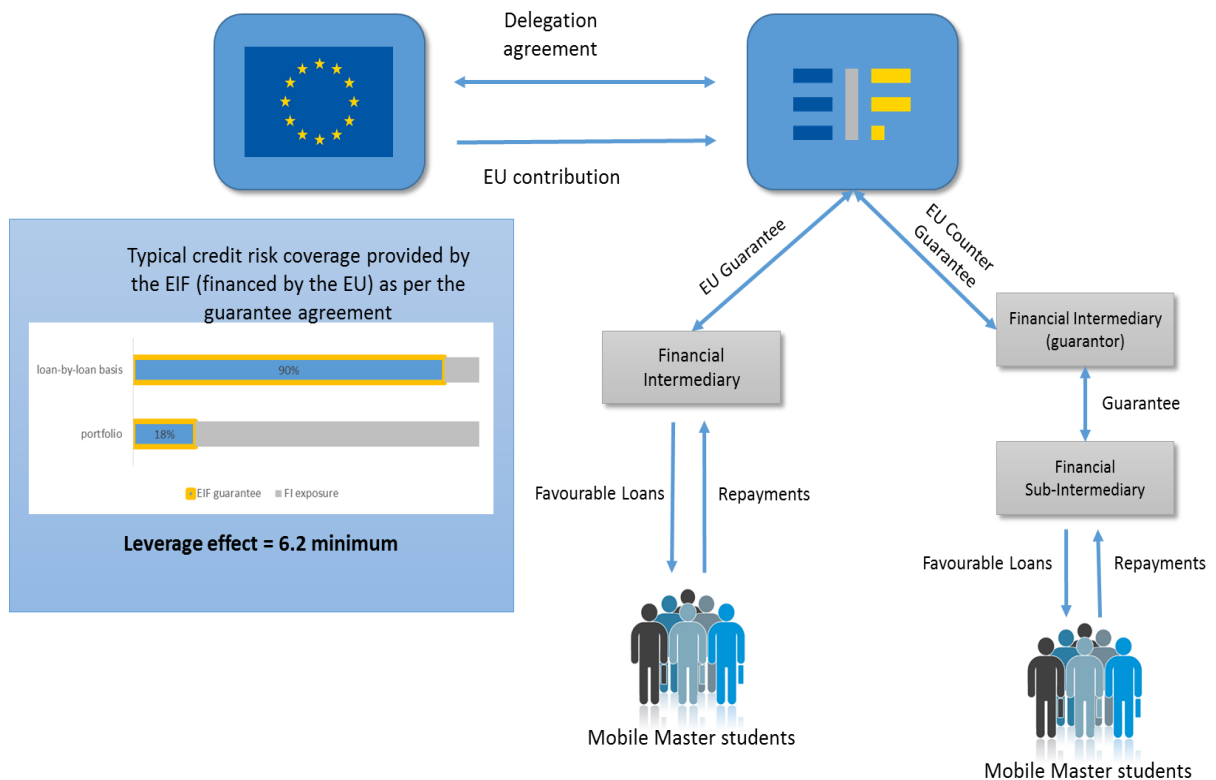 Delegation
agreement
EU contribution
Typical credit risk coverage provided by
the EIF (financed by the EU) as per the
guarantee agreement
loan-by-loan basis
90%
portfolio
18%
EIF guarantee
FI exposure
Leverage effect = 6.2 minimum
EU Guarantee
EU Counter
Guarantee
Financial
Intermediary
Financial Intermediary
(guarantor)
Guarantee
Financial
Sub-Intermediary
Favourable Loans
Repayments
Favourable Loans
Repayments
Mobile Master students
Mobile Master students